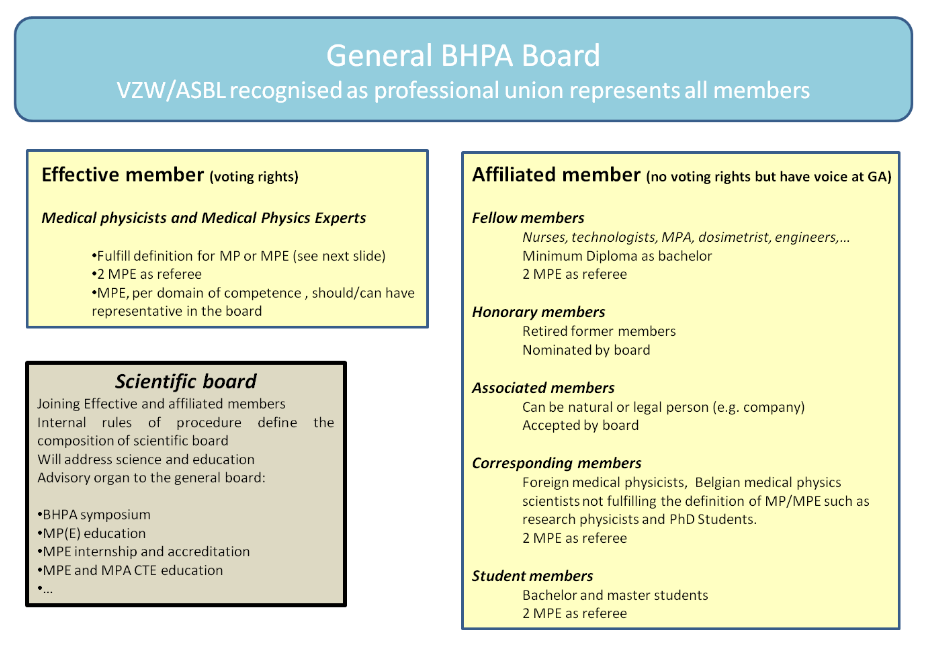 General BHPA Board
VZW/ASBL recognised as professional union represents all members
Effective member (voting rights)
Medical physicists and Medical Physics Experts
•Fulfill definition for MP or MPE (see next slide)
•2 MPE as referee
•MPE, per domain of competence , should/can have
representative in the board
Scientific board
Joining Effective and affiliated members
Internal rules of procedure define the
composition of scientific board
Will address science and education
Advisory organ to the general board:
•BHPA symposium
•MP(E) education
•MPE internship and accreditation
•MPE and MPA CTE education
•...
Affiliated member (no voting rights but have voice at GA)
Fellow members
Nurses, technologists, MPA, dosimetrist, engineers,...
Minimum Diploma as bachelor
2 MPE as referee
Honorary members
Retired former members
Nominated by board
Associated members
Can be natural or legal person (e.g. company)
Accepted by board
Corresponding members
Foreign medical physicists, Belgian medical physics
scientists not fulfilling the definition of MP/MPE such as
research physicists and PhD Students.
2 MPE as referee
Student members
Bachelor and master students
2 MPE as referee